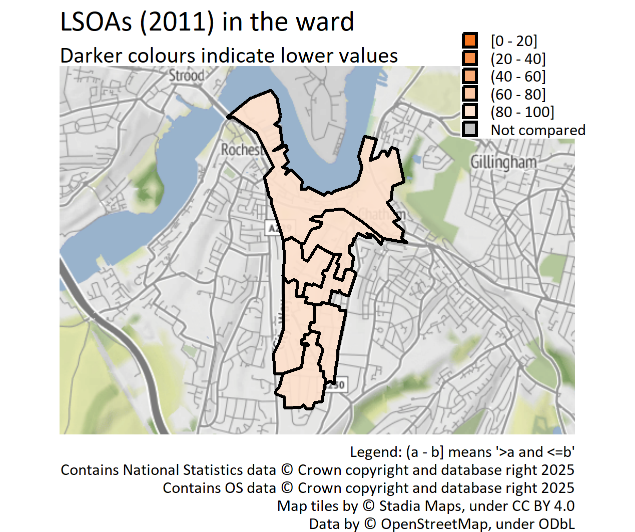 LSOAs (2011) in the ward
Darker colours indicate lower values
[0 - 20]
(20 - 40]
(40 - 60]
(60 - 80]
(80 - 100]
Not compared
Strood
Rochest
Gillingham
A2
Legend: (a - b] means '>a and <=b'
Contains National Statistics data © Crown copyright and database right 2025
Contains OS data © Crown copyright and database right 2025
Map tiles by © Stadia Maps, under CC BY 4.0
Data by © OpenStreetMap, under ODbL